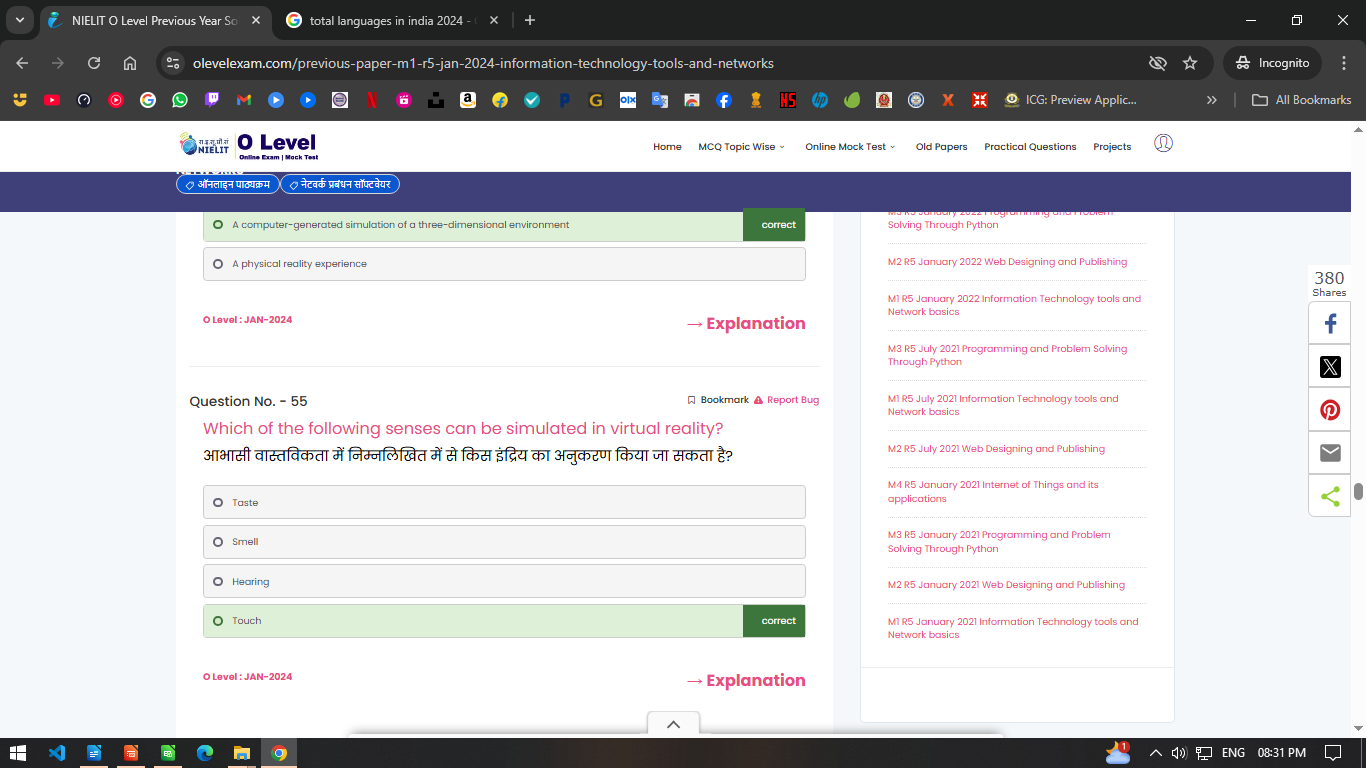 NIELIT O Level Previous Year So
total languages in india 2024 -
olevelexam.com/previous-paper-m1-r5-jan-2024-information-technology-tools-and-networks
Incognito
ICG: Preview Applic...
All Bookmarks
रा.इ.सू.प्रौ.सं
NIELIT
O Level
Online Exam | Mock Test
Home
MCQ Topic Wise
Online Mock Test
Old Papers
Practical Questions
Projects
ऑनलाइन पाठ्यक्रम
नेटवर्क प्रबंधन सॉफ्टवेयर
A computer-generated simulation of a three-dimensional environment
correct
A physical reality experience
O Level : JAN-2024
→ Explanation
Question No. - 55
Bookmark
Report Bug
Which of the following senses can be simulated in virtual reality?
आभासी वास्तविकता में निम्नलिखित में से किस इंद्रिय का अनुकरण किया जा सकता है?
Taste
Smell
Hearing
Touch
correct
O Level : JAN-2024
→ Explanation
M3 R5 January 2022 Programming and Problem
Solving Through Python
M2 R5 January 2022 Web Designing and Publishing
M1 R5 January 2022 Information Technology tools and
Network basics
M3 R5 July 2021 Programming and Problem Solving
Through Python
M1 R5 July 2021 Information Technology tools and
Network basics
M2 R5 July 2021 Web Designing and Publishing
M4 R5 January 2021 Internet of Things and its
applications
M3 R5 January 2021 Programming and Problem
Solving Through Python
M2 R5 January 2021 Web Designing and Publishing
M1 R5 January 2021 Information Technology tools and
Network basics
380
Shares
1
ENG
08:31 PM